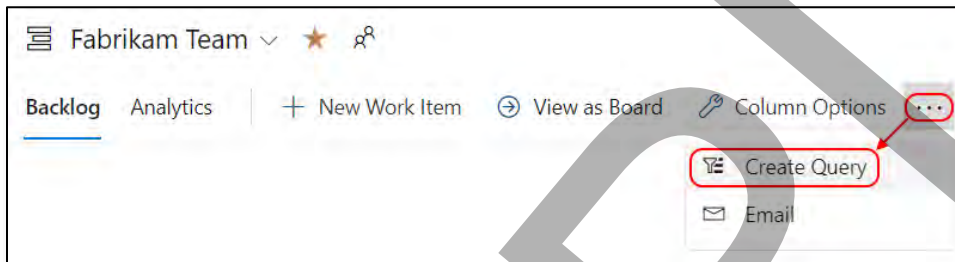 Fabrikam Team
Backlog Analytics + New Work Item View as Board Column Options ...
Create Query
Email